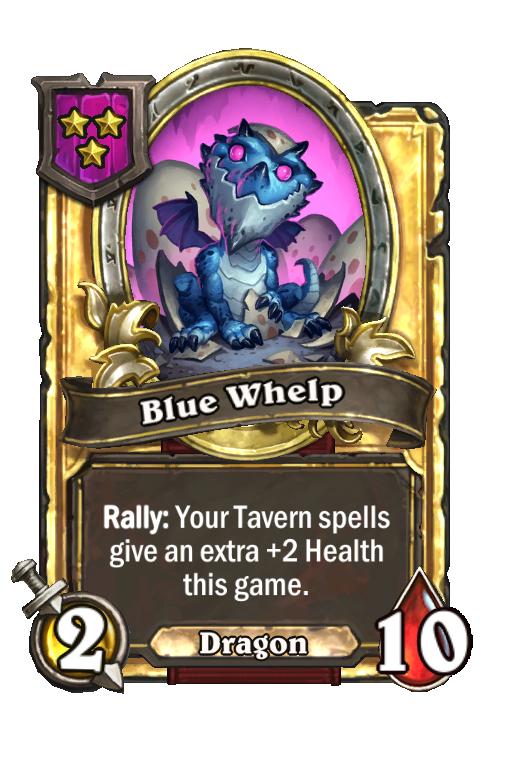 Blue Whelp
Rally: Your Tavern spells
give an extra +2 Health
this game.
2
Dragon
10